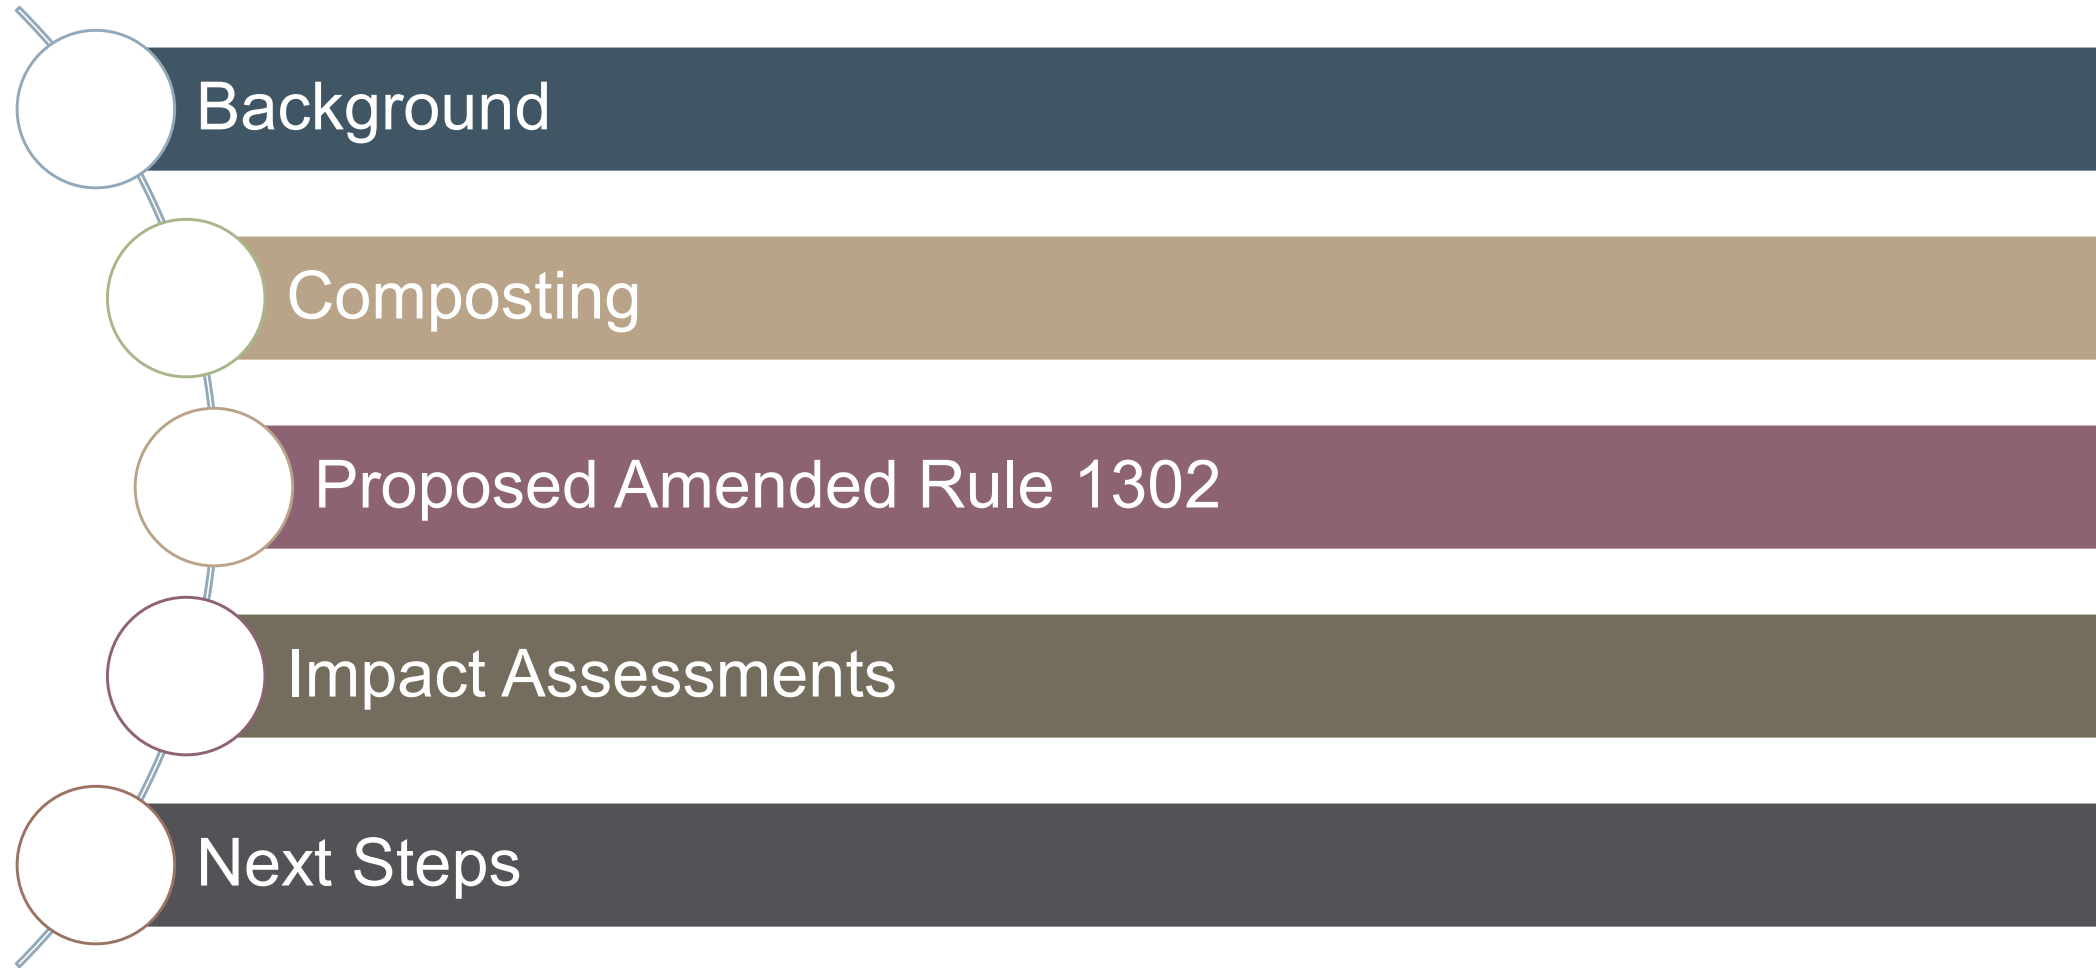 Background
Composting
Proposed Amended Rule 1302
Impact Assessments
Next Steps